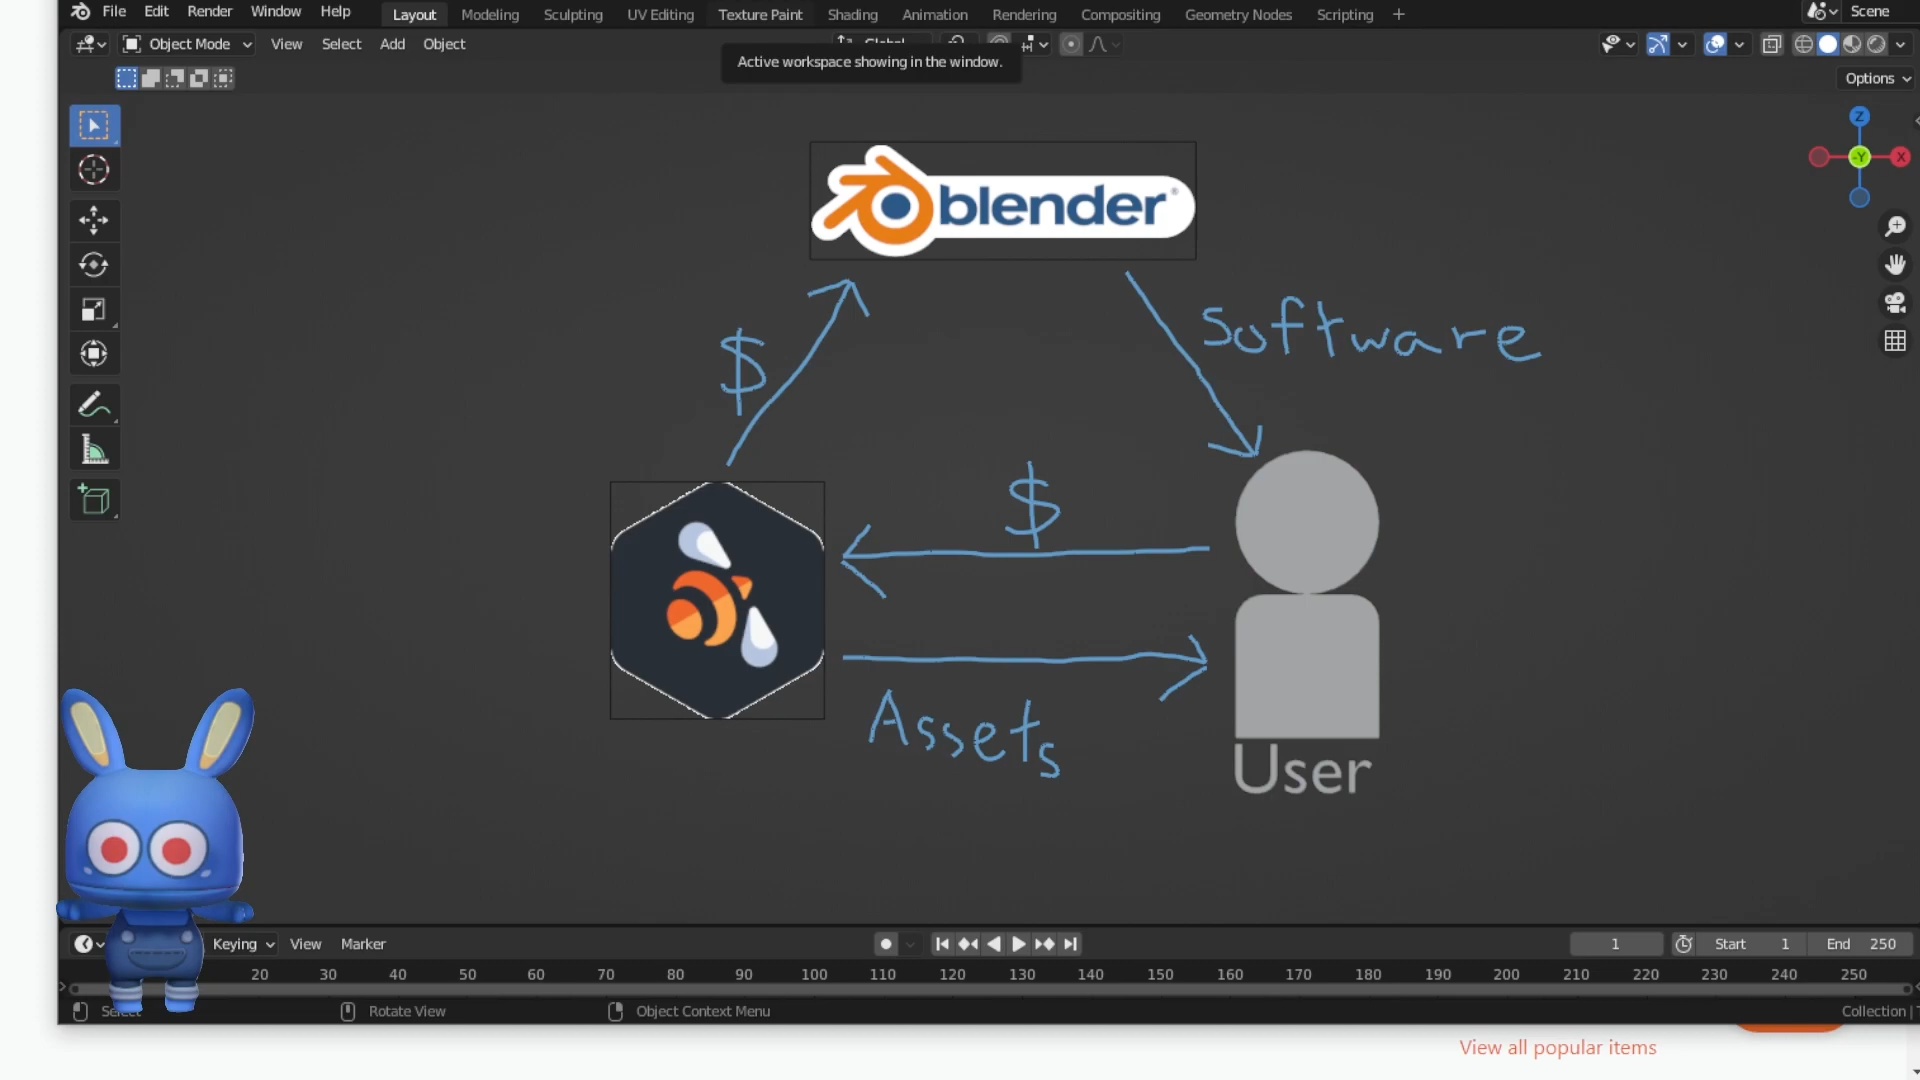 File Edit Render Window Help Layout Modeling Sculpting UV Editing Texture Paint Shading Animation Rendering Compositing Geometry Nodes Scripting + Scene
Object Mode View Select Add Object Global
Active workspace showing in the window.
Options
Z
-Y X
blender®
$
Software
$
Assets
User
Keying View Marker 1 Start 1 End 250
20 30 40 50 60 70 80 90 100 110 120 130 140 150 160 170 180 190 200 210 220 230 240 250
Select Rotate View Object Context Menu Collection |
View all popular items